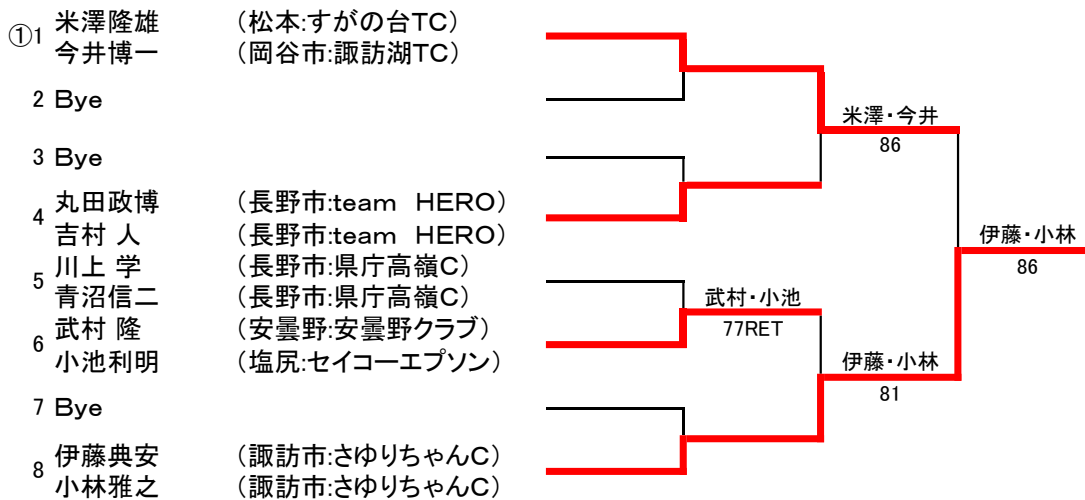 ①1 米澤隆雄 （松本:すがの台TC）
今井博一 （岡谷市:諏訪湖TC）
2 Bye
3 Bye
4 丸田政博 （長野市:team HERO）
吉村 人 （長野市:team HERO）
5 川上 学 （長野市:県庁高嶺C）
青沼信二 （長野市:県庁高嶺C）
6 武村 隆 （安曇野:安曇野クラブ）
小池利明 （塩尻:セイコーエプソン）
7 Bye
8 伊藤典安 （諏訪市:さゆりちゃんC）
小林雅之 （諏訪市:さゆりちゃんC）
武村・小池
77RET
米澤・今井
86
伊藤・小林
81
伊藤・小林
86